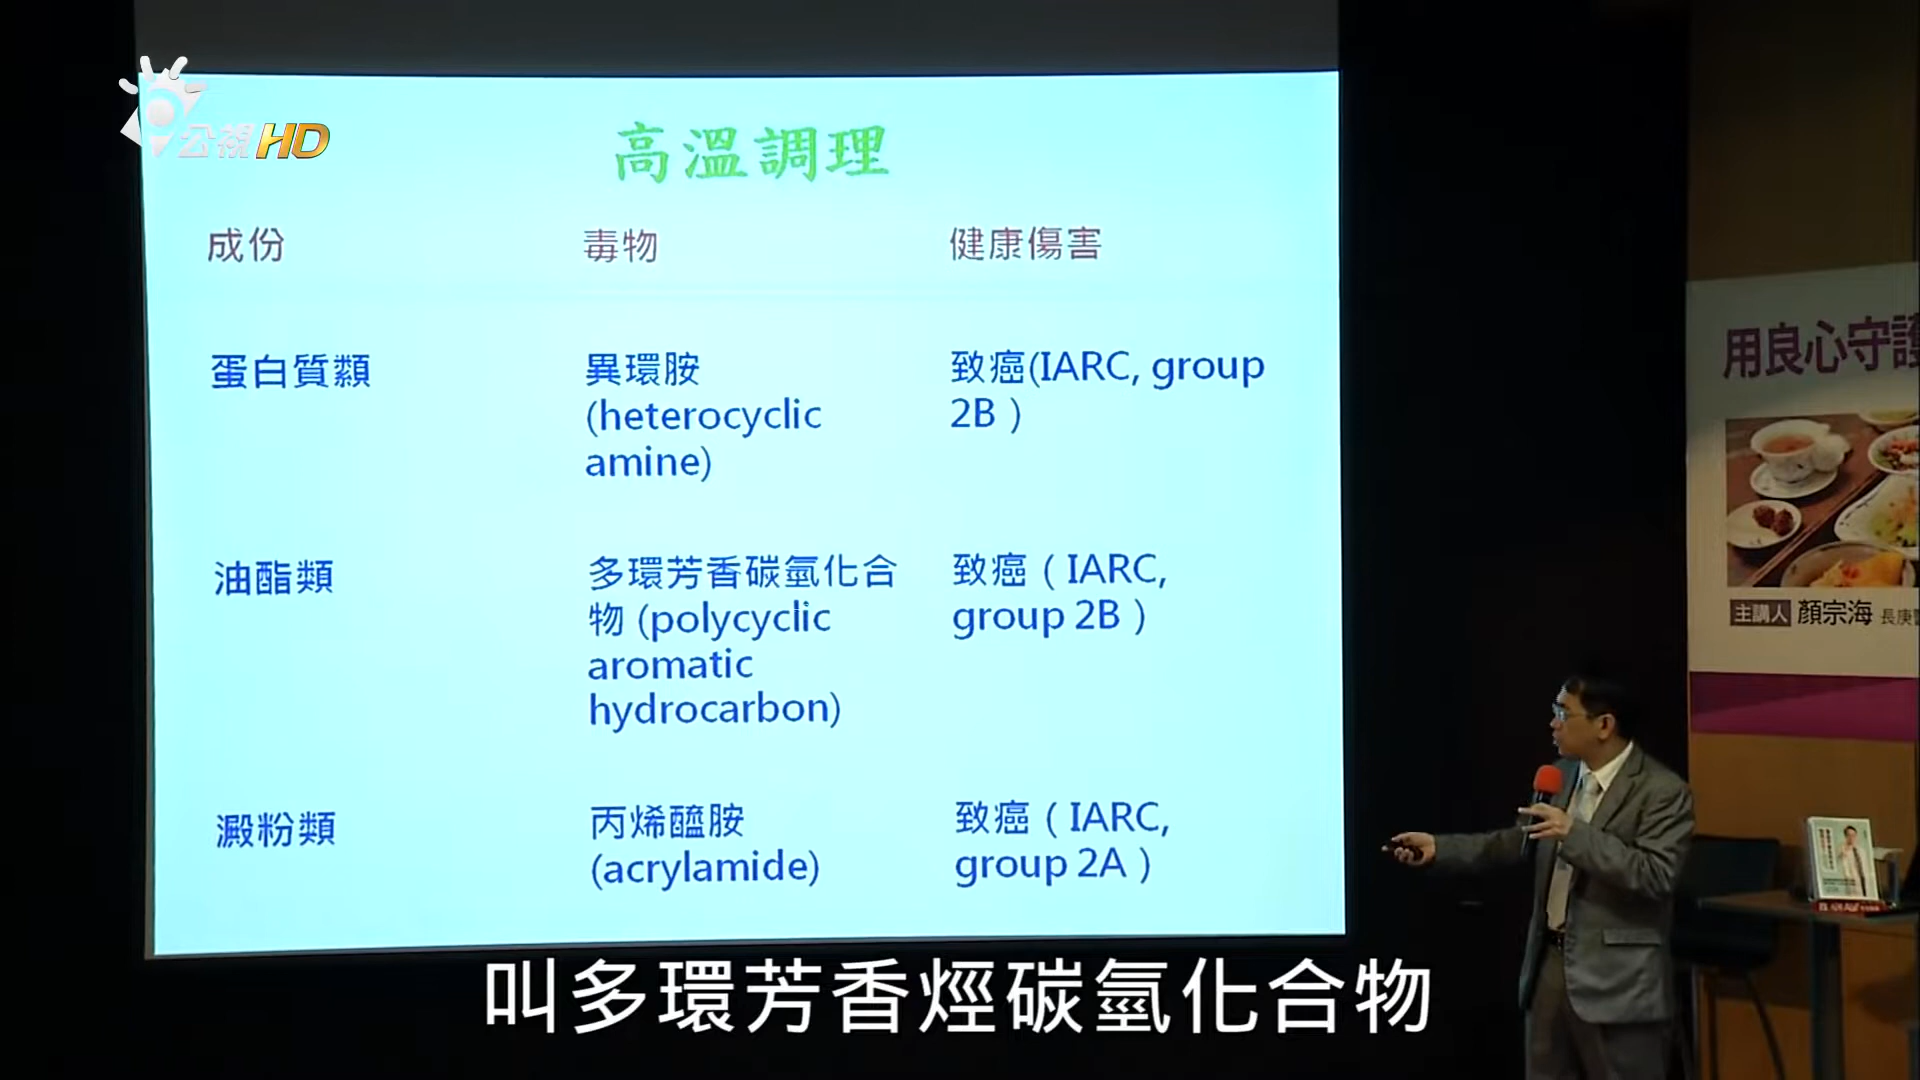 公視HD
高溫調理
成份 毒物 健康傷害
蛋白質類 異環胺 致癌(IARC, group
(heterocyclic 2B )
amine)
油酯類 多環芳香碳氫化合 致癌 ( IARC,
物 (polycyclic group 2B )
aromatic
hydrocarbon)
澱粉類 丙烯醯胺 致癌 ( IARC,
(acrylamide) group 2A )
用良心守護
主講人 顏宗海 長庚醫
叫多環芳香烴碳氫化合物